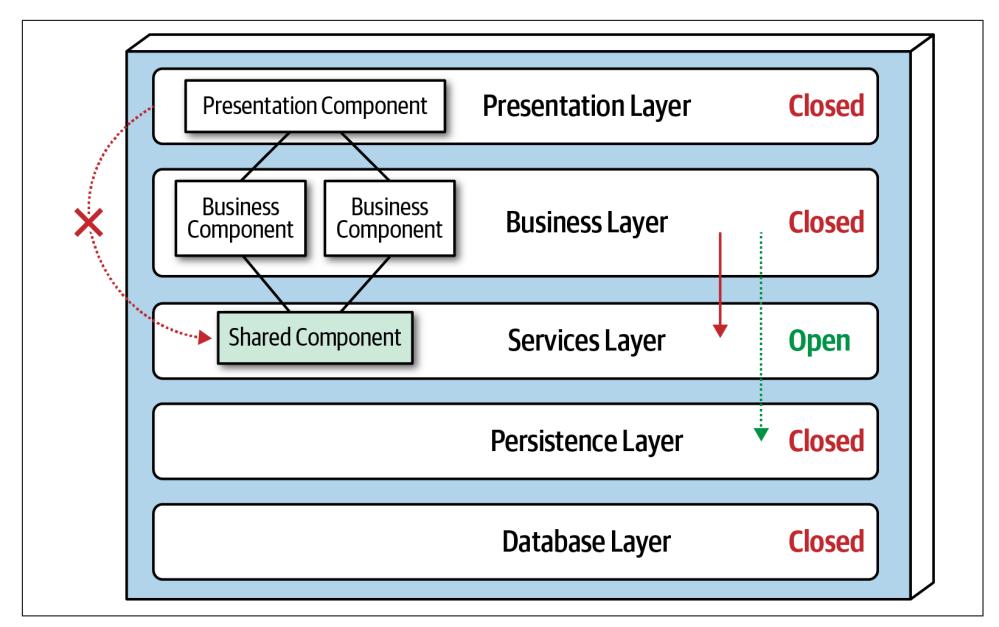 Presentation Component
Presentation Layer
Closed
Business
Component
Business
Component
Business Layer
Closed
Shared Component
Services Layer
Open
Persistence Layer
Closed
Database Layer
Closed